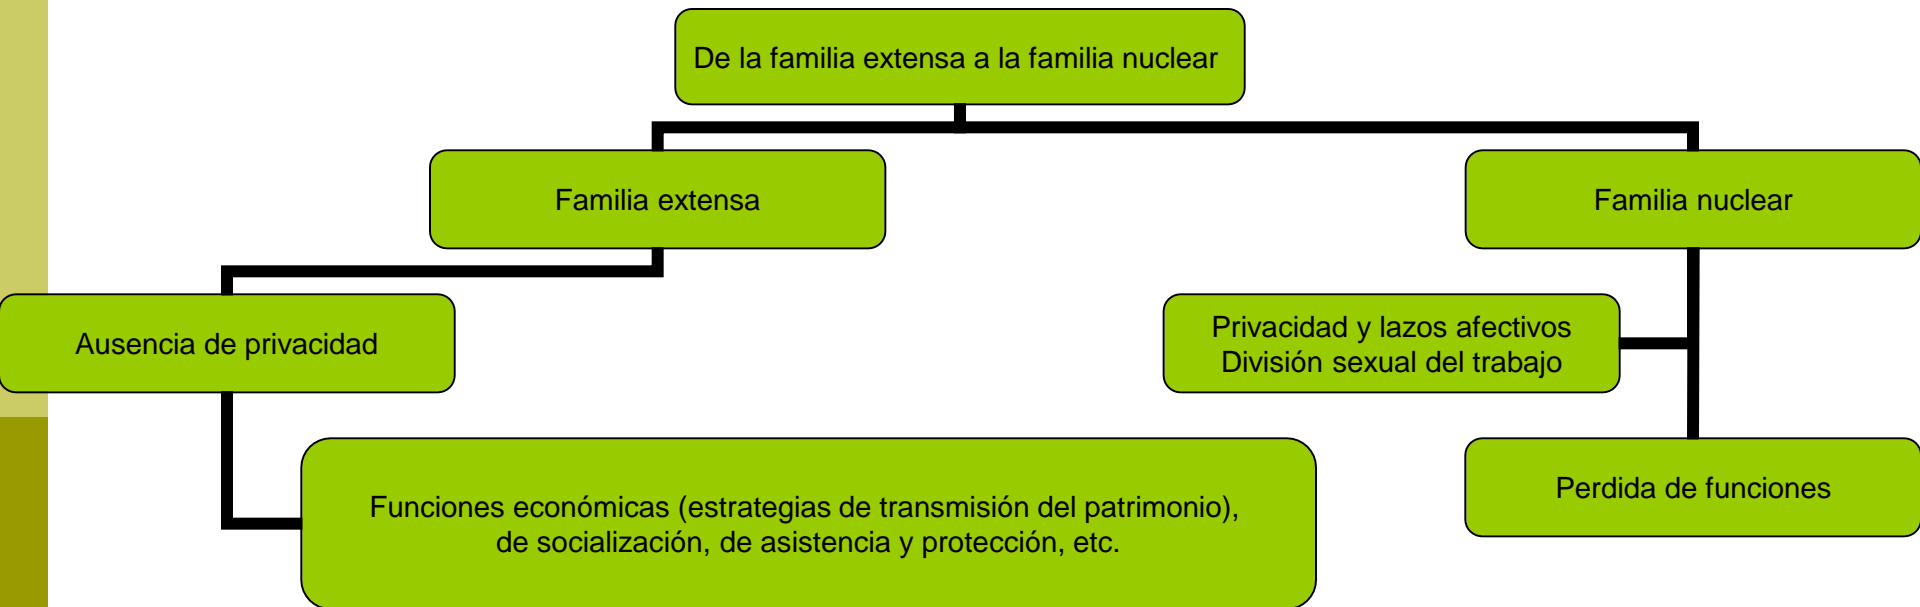 De la familia extensa a la familia nuclear
Familia extensa
Familia nuclear
Ausencia de privacidad
Privacidad y lazos afectivos
División sexual del trabajo
Funciones económicas (estrategias de transmisión del patrimonio),
de socialización, de asistencia y protección, etc.
Perdida de funciones